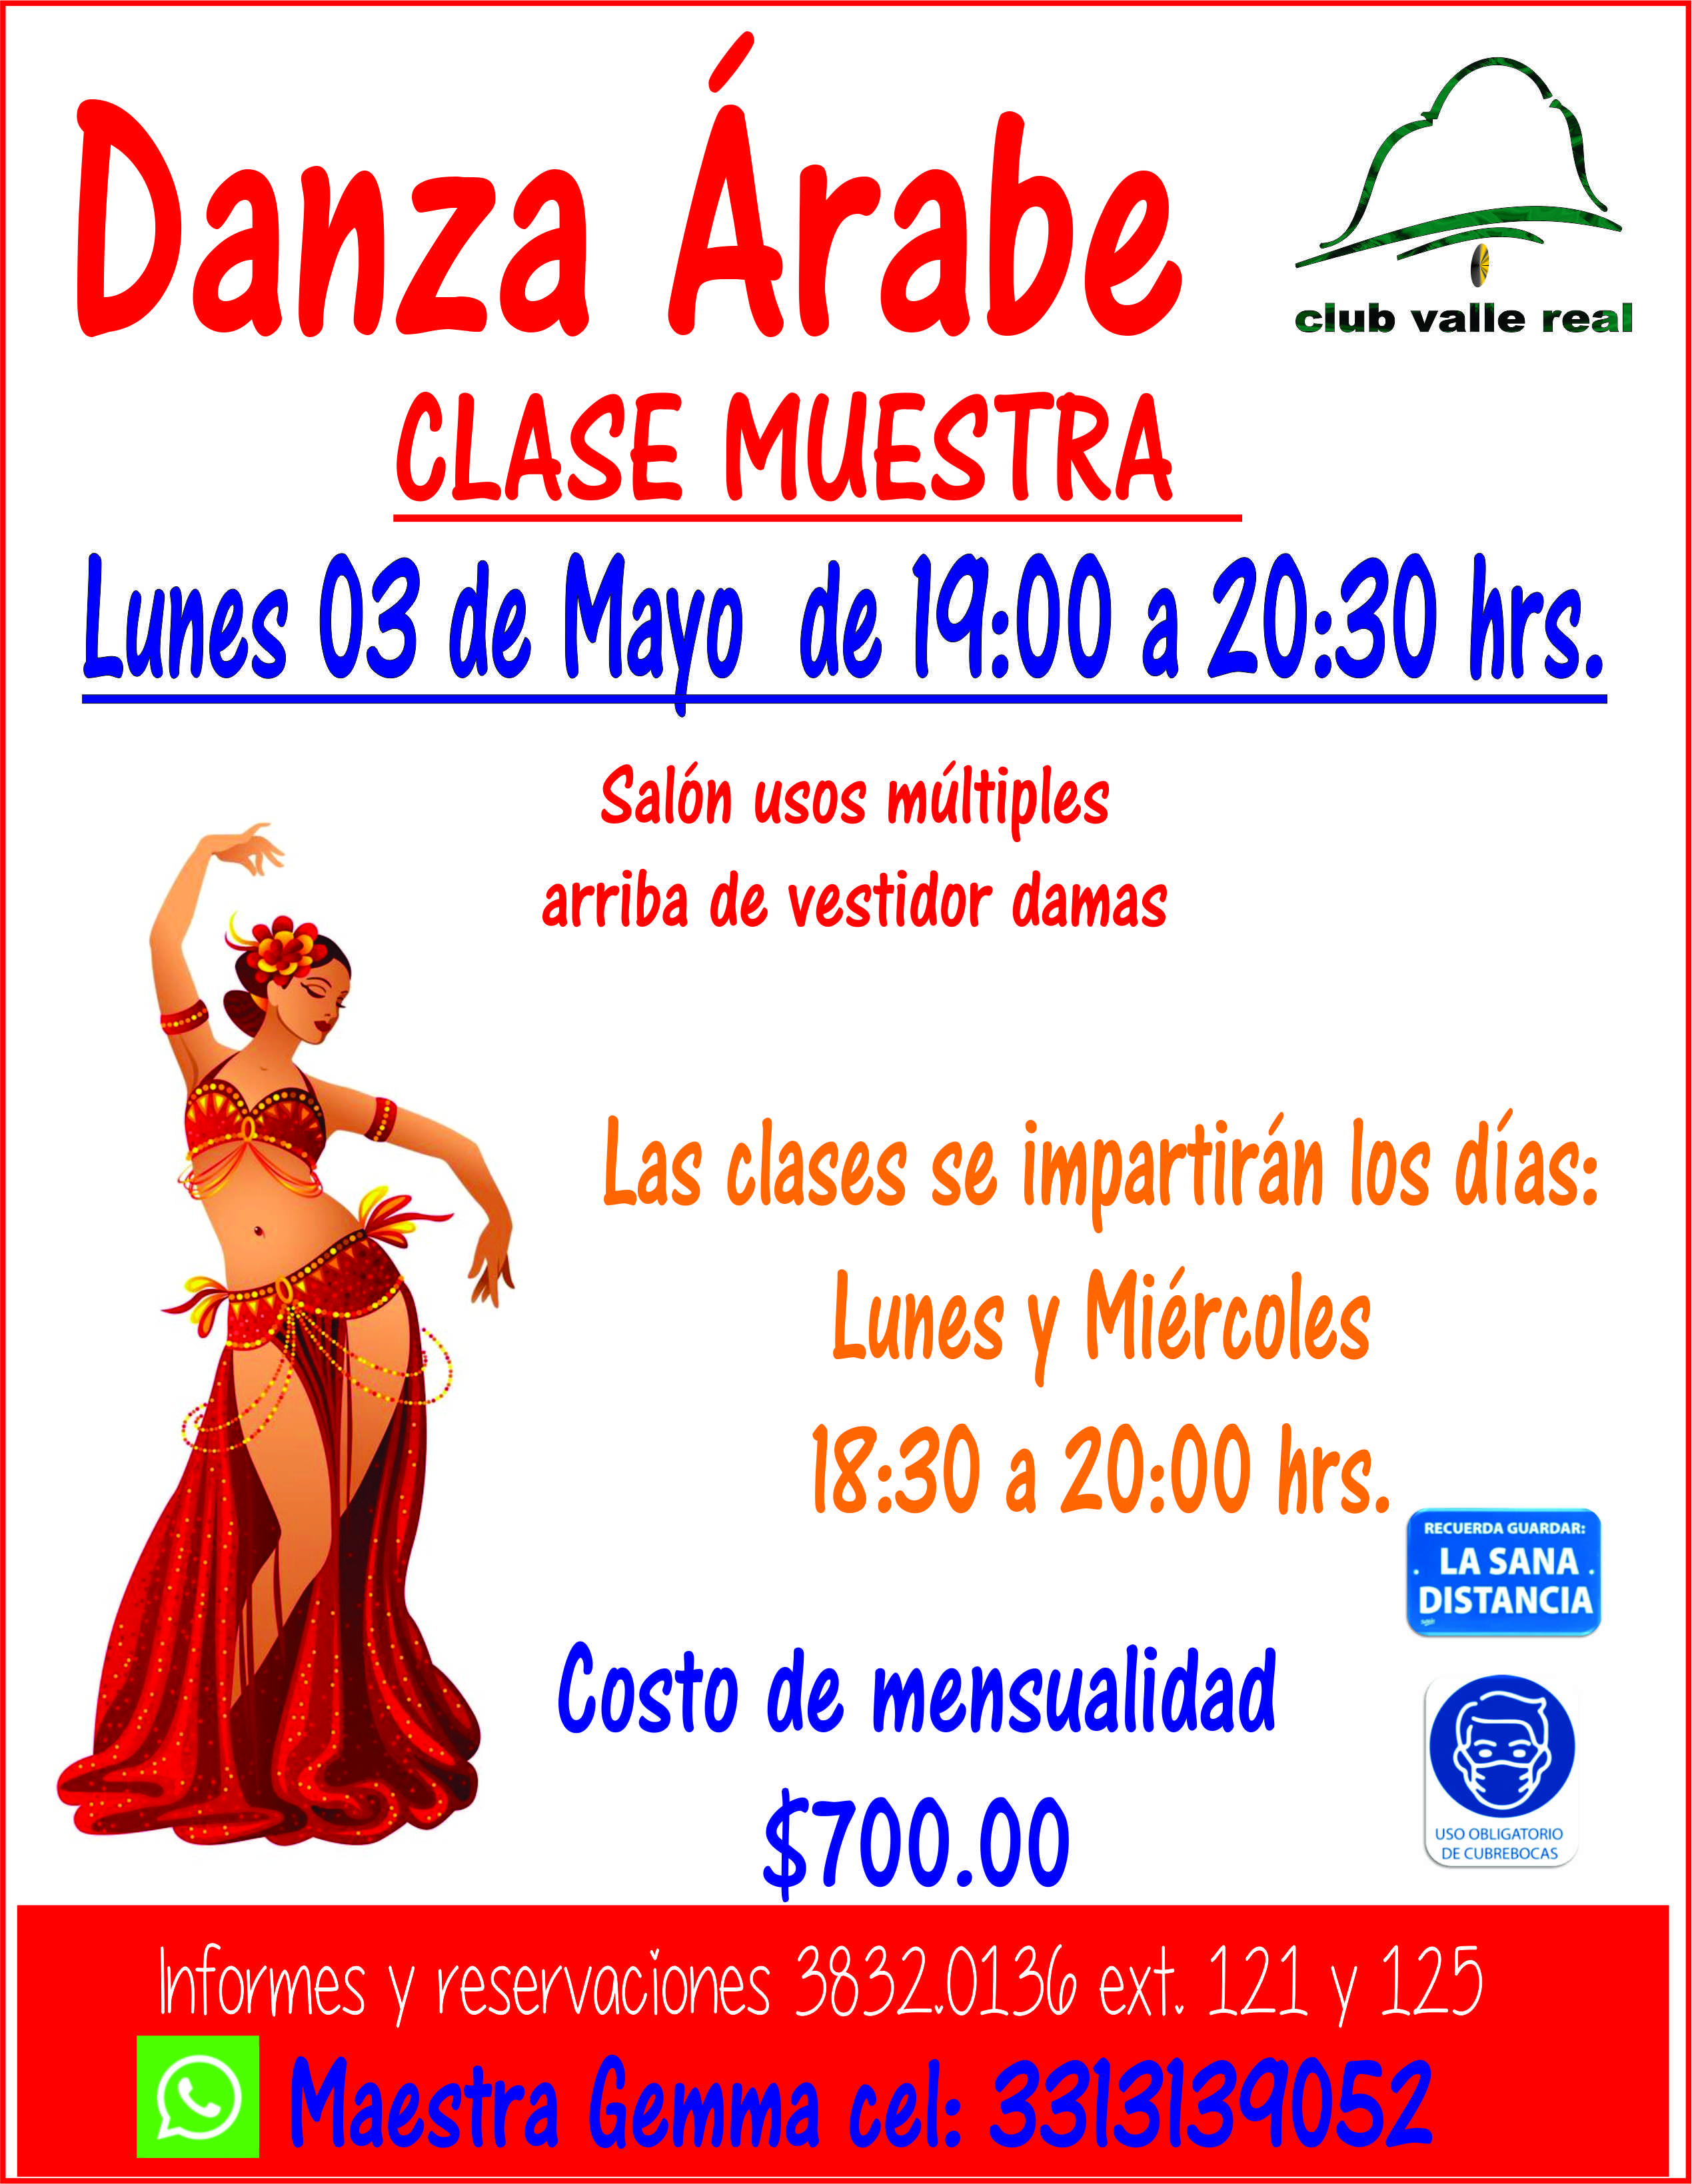 Danza Árabe
club valle real
CLASE MUESTRA
Lunes 03 de Mayo de 19:00 a 20:30 hrs.
Salón usos múltiples
arriba de vestidor damas
Las clases se impartirán los días:
Lunes y Miércoles
18:30 a 20:00 hrs.
RECUERDA GUARDAR:
LA SANA
DISTANCIA
Costo de mensualidad
$700.00
USO OBLIGATORIO
DE CUBREBOCAS
Informes y reservaciones 3832.0136 ext. 121 y 125
Maestra Gemma cel: 3313139052